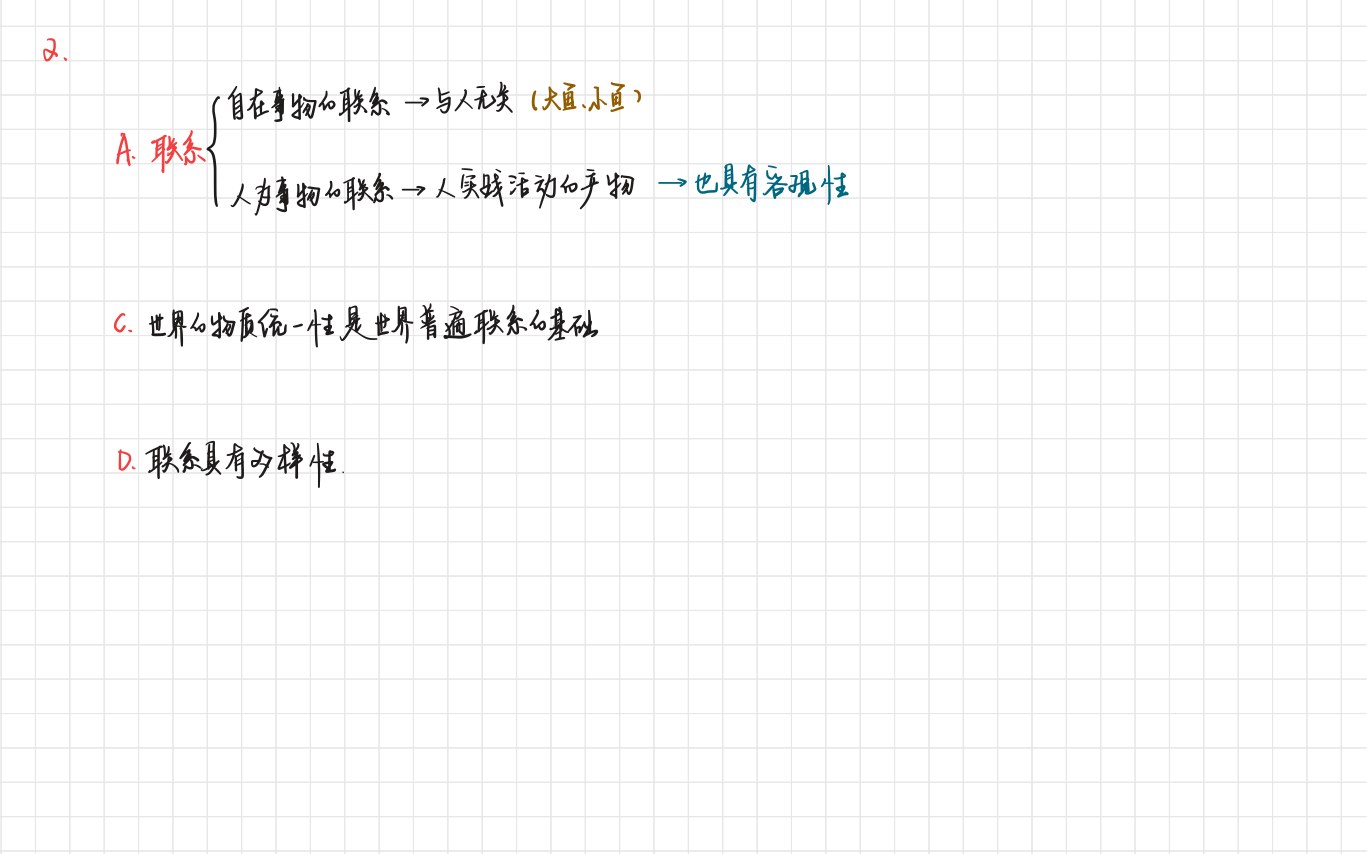 2.
自在事物的联系 → 与人无关 (大鱼、小鱼)
A. 联系
人为事物的联系 → 人实践活动的产物 → 也具有客观性
C. 世界的物质统一性是世界普遍联系的基础
D. 联系具有多样性.